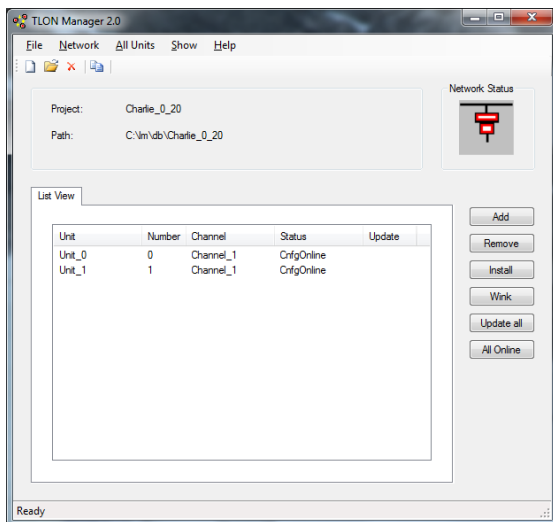 TLON Manager 2.0
File Network All Units Show Help
Network Status
Project: Charlie_0_20
Path: C:\lm\db\Charlie_0_20
List View
Unit Number Channel Status Update
Unit_0 0 Channel_1 CnfgOnline
Unit_1 1 Channel_1 CnfgOnline
Add
Remove
Install
Wink
Update all
All Online
Ready